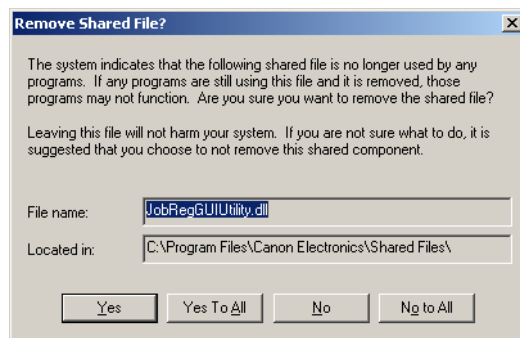 Remove Shared File?
The system indicates that the following shared file is no longer used by any
programs. If any programs are still using this file and it is removed, those
programs may not function. Are you sure you want to remove the shared file?
Leaving this file will not harm your system. If you are not sure what to do, it is
suggested that you choose to not remove this shared component.
File name: JobRegGUIUtility.dll
Located in: C:\Program Files\Canon Electronics\Shared Files\
Yes Yes To All No No to All